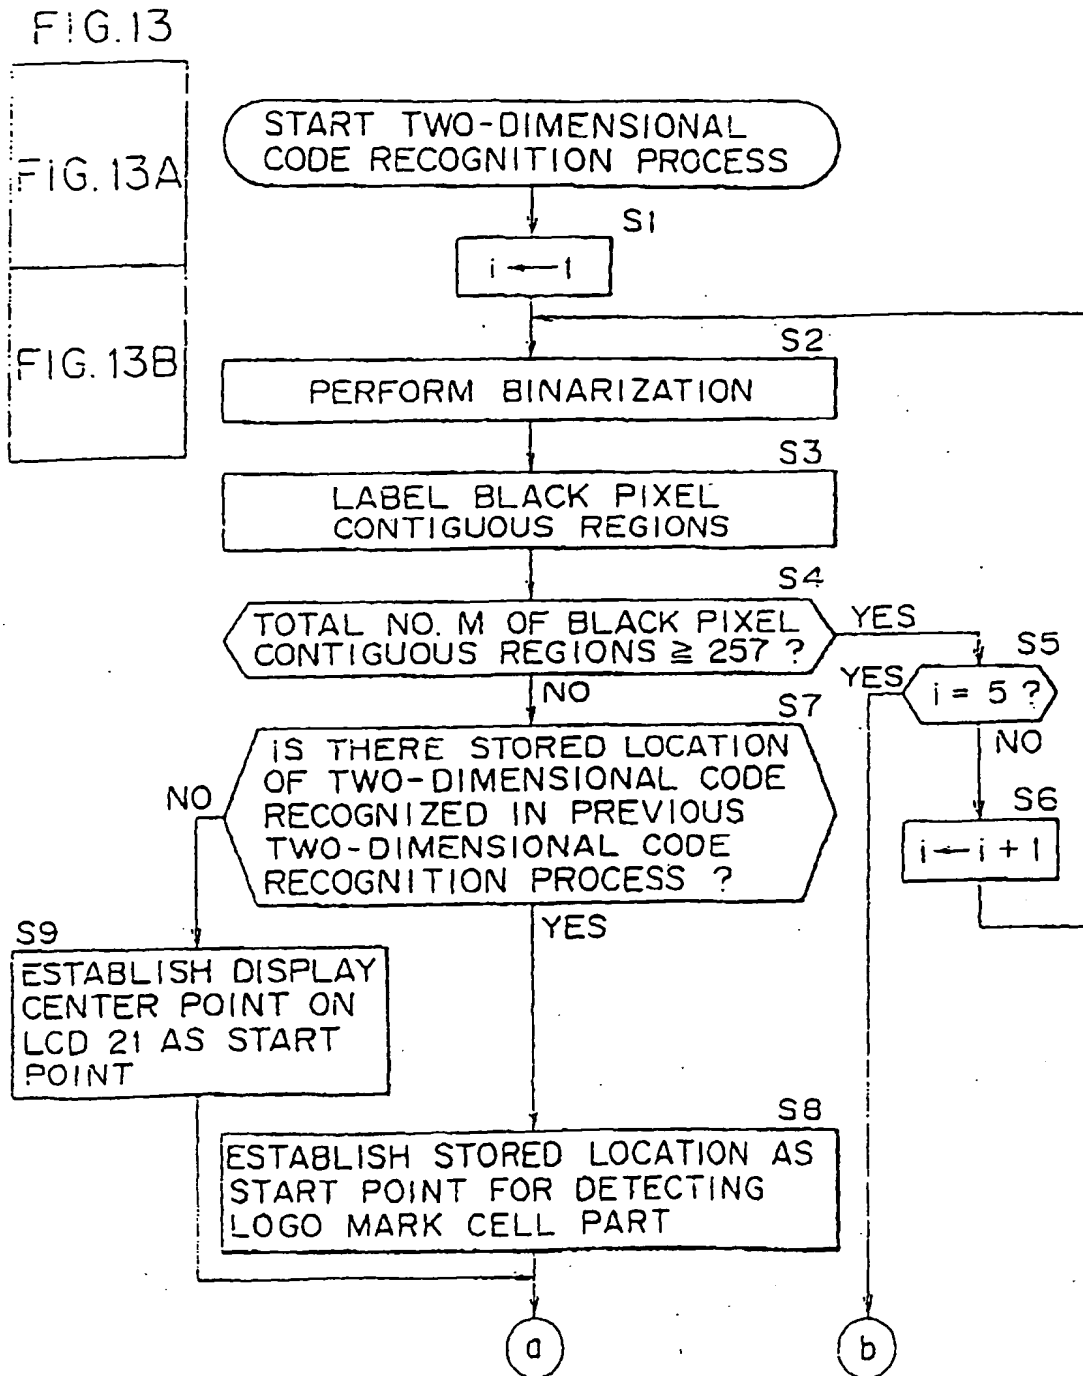 FIG.13
FIG.13A
FIG.13B
START TWO-DIMENSIONAL
CODE RECOGNITION PROCESS
S1
i ← 1
S2
PERFORM BINARIZATION
S3
LABEL BLACK PIXEL
CONTIGUOUS REGIONS
S4
TOTAL NO. M OF BLACK PIXEL
CONTIGUOUS REGIONS ≧ 257 ?
YES
NO
S5
i = 5 ?
YES
NO
S6
i ← i + 1
S7
IS THERE STORED LOCATION
OF TWO-DIMENSIONAL CODE
RECOGNIZED IN PREVIOUS
TWO-DIMENSIONAL CODE
RECOGNITION PROCESS ?
NO
YES
S9
ESTABLISH DISPLAY
CENTER POINT ON
LCD 21 AS START
POINT
S8
ESTABLISH STORED LOCATION AS
START POINT FOR DETECTING
LOGO MARK CELL PART
a
b